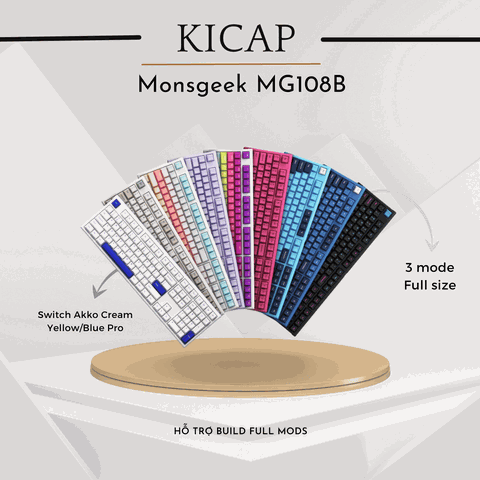 KICAP
Monsgeek MG108B
3 mode
Full size
Switch Akko Cream
Yellow/Blue Pro
HỖ TRỢ BUILD FULL MODS